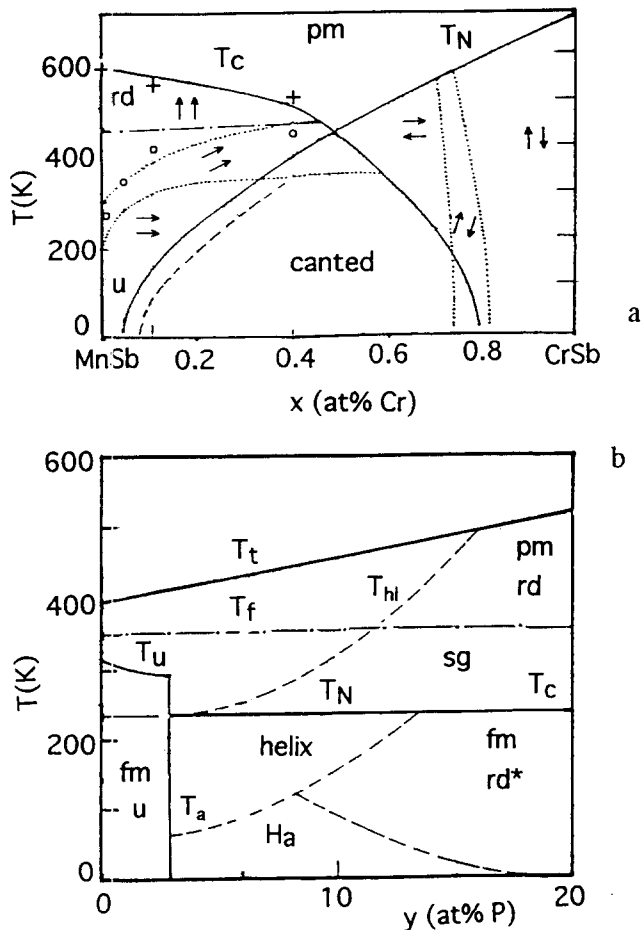 a
T(K)
600
400
200
0
Tc
pm
TN
rd
u
canted
MnSb
0.2
0.4
0.6
0.8
CrSb
x (at% Cr)
b
T(K)
600
400
200
0
Tt
Tf
Thl
pm
rd
Tu
sg
TN
Tc
fm
u
helix
fm
rd*
Ta
Ha
0
10
20
y (at% P)